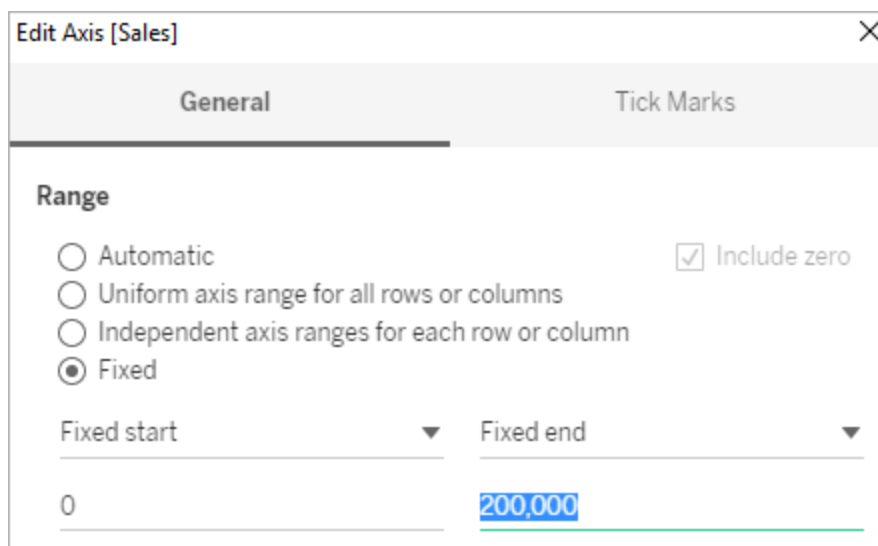 Edit Axis [Sales]
General Tick Marks
Range
Automatic Include zero
Uniform axis range for all rows or columns
Independent axis ranges for each row or column
Fixed
Fixed start Fixed end
0 200,000